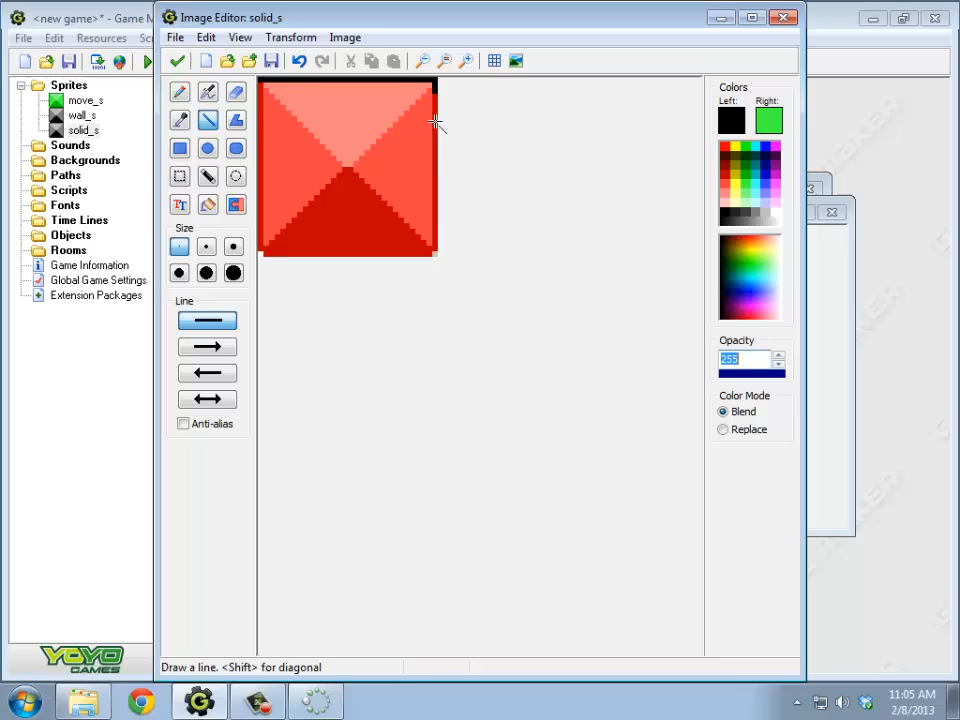 <new game>* - Game M
File Edit Resources
Sprites
move_s
wall_s
solid_s
Sounds
Backgrounds
Paths
Scripts
Fonts
Time Lines
Objects
Rooms
Game Information
Global Game Settings
Extension Packages
YOYO
GAMES
Image Editor: solid_s
File Edit View Transform Image
Size
Line
Anti-alias
Colors
Left: Right:
Opacity
255
Color Mode
Blend
Replace
Draw a line. <Shift> for diagonal
11:05 AM
2/8/2013